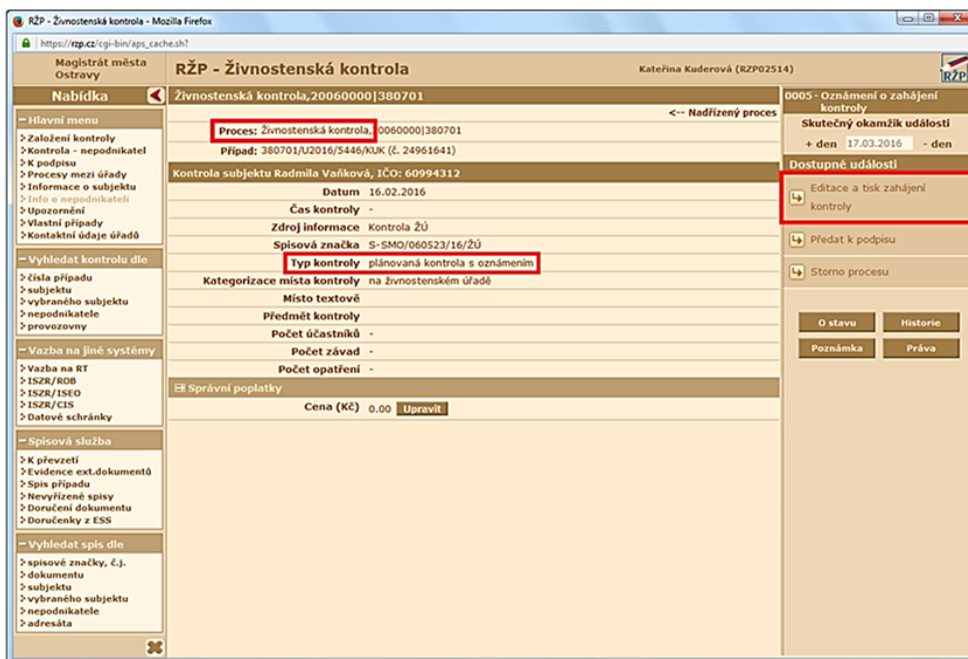 RŽP - Živnostenská kontrola - Mozilla Firefox
https://rzp.cz/cgi-bin/aps_cache.sh?
Magistrát města
Ostravy
RŽP - Živnostenská kontrola
Kateřina Kuderová (RZP02514)
RŽP
Nabídka
Hlavní menu
Založení kontroly
Kontrola - nepodnikatel
K podpisu
Procesy mezi úřady
Informace o subjektu
Info o nepodnikateli
Upozornění
Vlastní případy
Kontaktní údaje úřadů
Vyhledat kontrolu dle
čísla případu
subjektu
vybraného subjektu
nepodnikatele
provozovny
Vazba na jiné systémy
Vazba na RT
ISZR/ROB
ISZR/ISEO
ISZR/CIS
Datové schránky
Spisová služba
K převzetí
Evidence ext.dokumentů
Spis případu
Nevyřízené spisy
Doručení dokumentu
Doručenky z ESS
Vyhledat spis dle
spisové značky, č.j.
dokumentu
subjektu
vybraného subjektu
nepodnikatele
adresáta
Živnostenská kontrola,20060000|380701
<-- Nadřízený proces
Proces: Živnostenská kontrola,20060000|380701
Případ: 380701/U2016/5446/KUK (č. 24961641)
Kontrola subjektu Radmila Vaňková, IČO: 60994312
Datum 16.02.2016
Čas kontroly -
Zdroj informace Kontrola ŽÚ
Spisová značka S-SMO/060523/16/ŽÚ
Typ kontroly plánovaná kontrola s oznámením
Kategorizace místa kontroly na živnostenském úřadě
Místo textově
Předmět kontroly
Počet účastníků -
Počet závad -
Počet opatření -
Správní poplatky
Cena (Kč) 0.00 Upravit
0005 - Oznámení o zahájení
kontroly
Skutečný okamžik události
+ den 17.03.2016 - den
Dostupné události
Editace a tisk zahájení
kontroly
Předat k podpisu
Storno procesu
O stavu Historie
Poznámka Práva